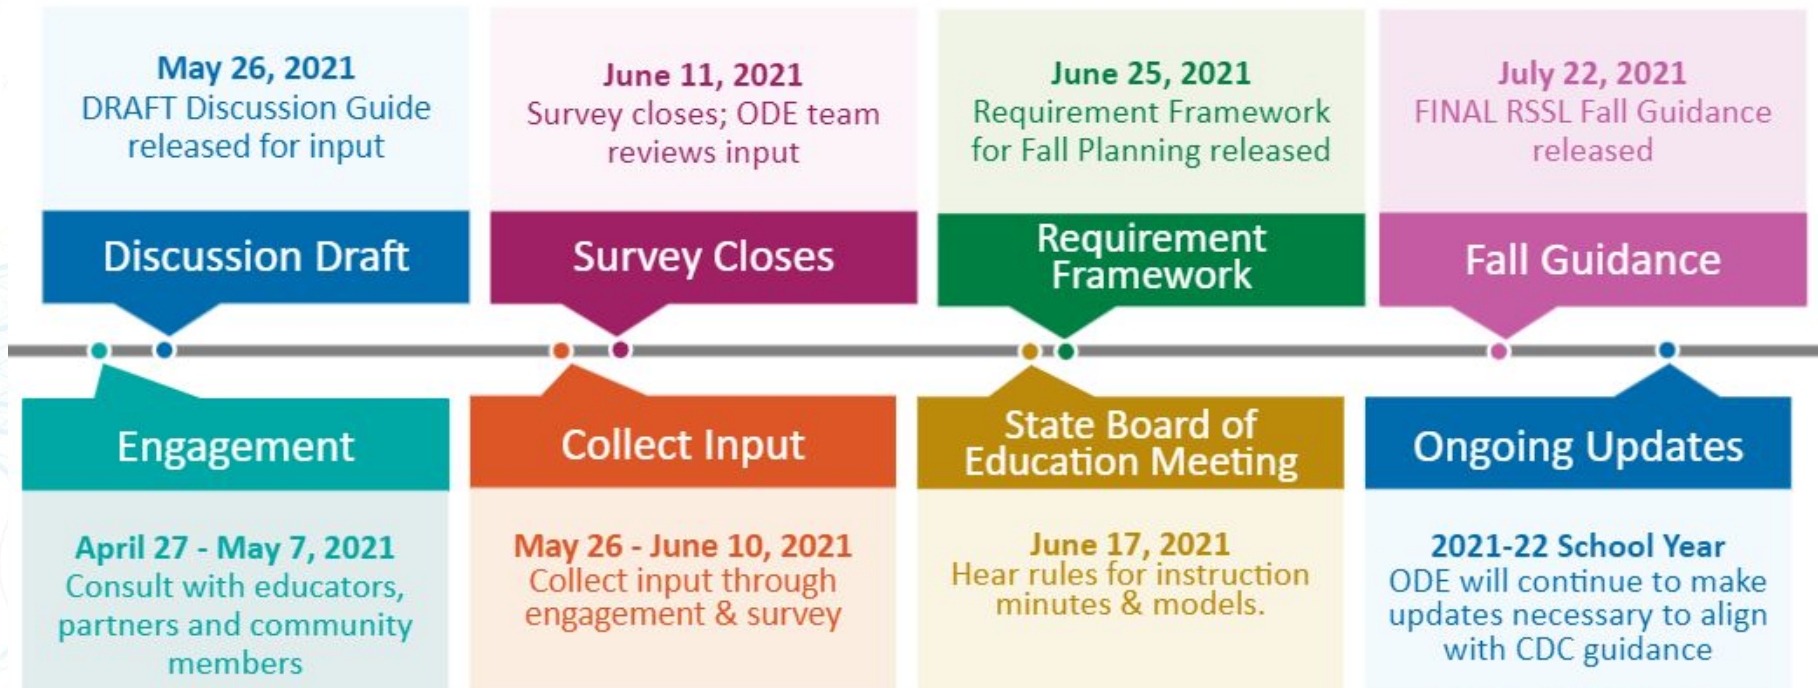 May 26, 2021
DRAFT Discussion Guide
released for input
Discussion Draft
June 11, 2021
Survey closes; ODE team
reviews input
Survey Closes
June 25, 2021
Requirement Framework
for Fall Planning released
Requirement
Framework
July 22, 2021
FINAL RSSL Fall Guidance
released
Fall Guidance
Engagement
April 27 - May 7, 2021
Consult with educators,
partners and community
members
Collect Input
May 26 - June 10, 2021
Collect input through
engagement & survey
State Board of
Education Meeting
June 17, 2021
Hear rules for instruction
minutes & models.
Ongoing Updates
2021-22 School Year
ODE will continue to make
updates necessary to align
with CDC guidance